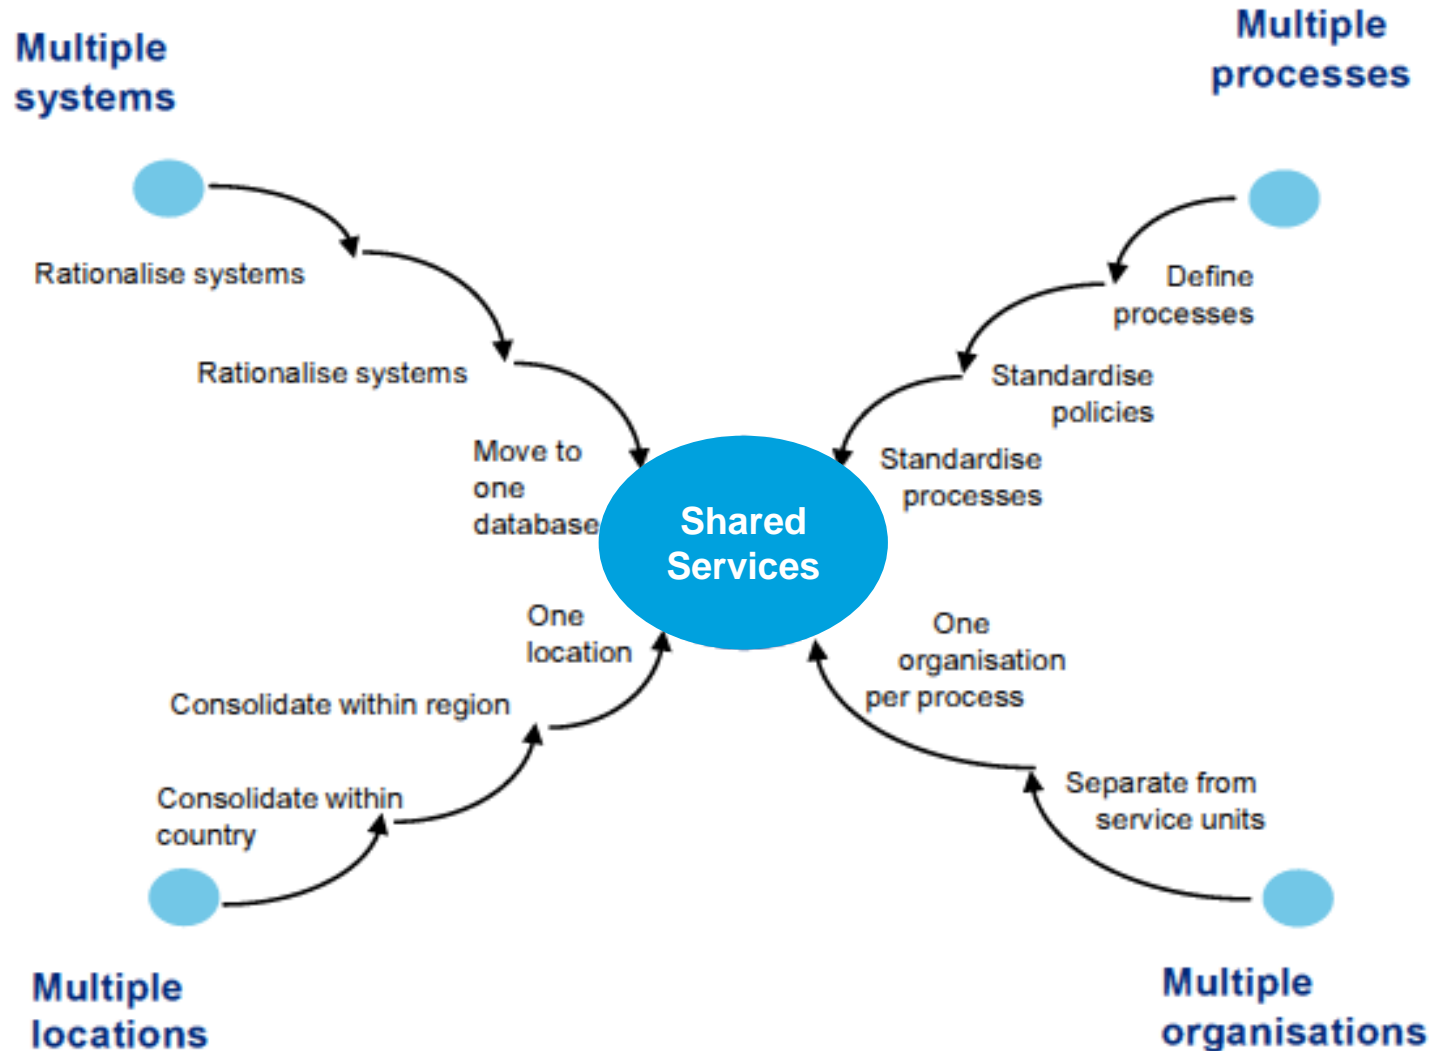 Multiple
systems
Multiple
processes
Rationalise systems
Define
processes
Rationalise systems
Standardise
policies
Move to
one
database
Standardise
processes
Shared
Services
One
location
One
organisation
per process
Consolidate within region
Consolidate within
country
Separate from
service units
Multiple
locations
Multiple
organisations